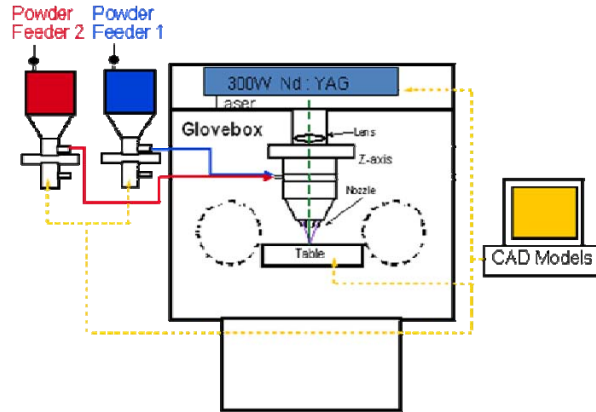 Powder
Feeder 2
Powder
Feeder 1
300W Nd : YAG
Laser
Glovebox
Lens
Z-axis
Nozzle
Table
CAD Models